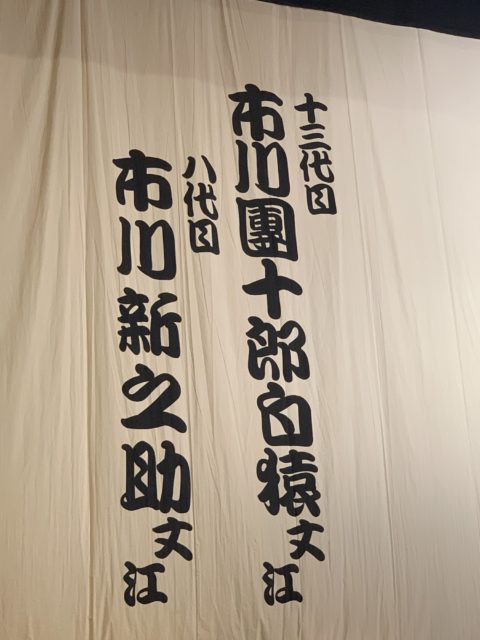 十三代目
市川團十郎白猿丈江
八代目
市川新之助丈江